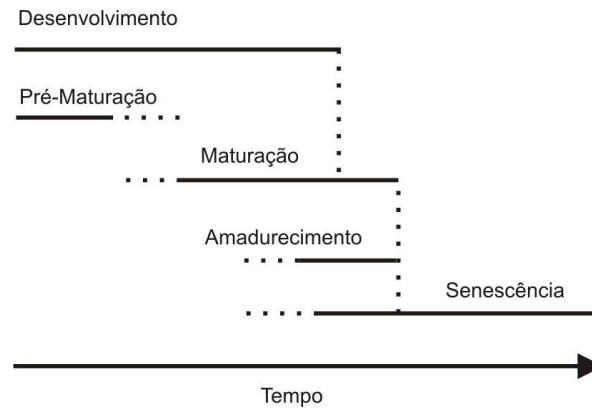 Desenvolvimento
Pré-Maturação
Maturação
Amadurecimento
Senescência
Tempo